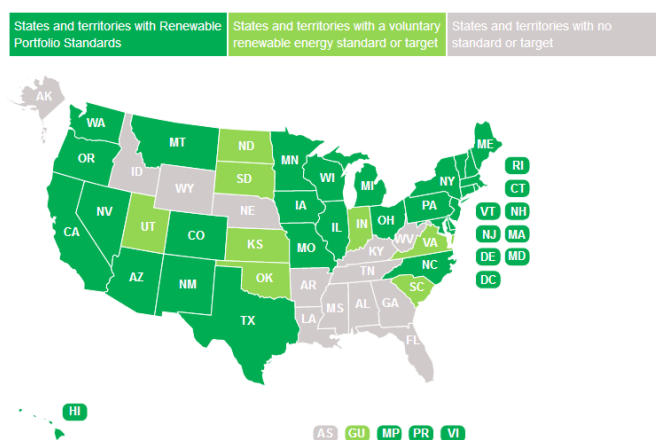 States and territories with Renewable
Portfolio Standards
States and territories with a voluntary
renewable energy standard or target
States and territories with no
standard or target
AK
WA
MT
ND
MN
ME
OR
ID
SD
WI
MI
NY
RI
WY
CT
NV
NE
IA
PA
CA
UT
CO
IL
IN
OH
VT
NH
KS
MO
WV
VA
NJ
MA
KY
AZ
NM
OK
AR
TN
NC
DE
MD
SC
DC
TX
LA
MS
AL
GA
FL
HI
AS
GU
MP
PR
VI